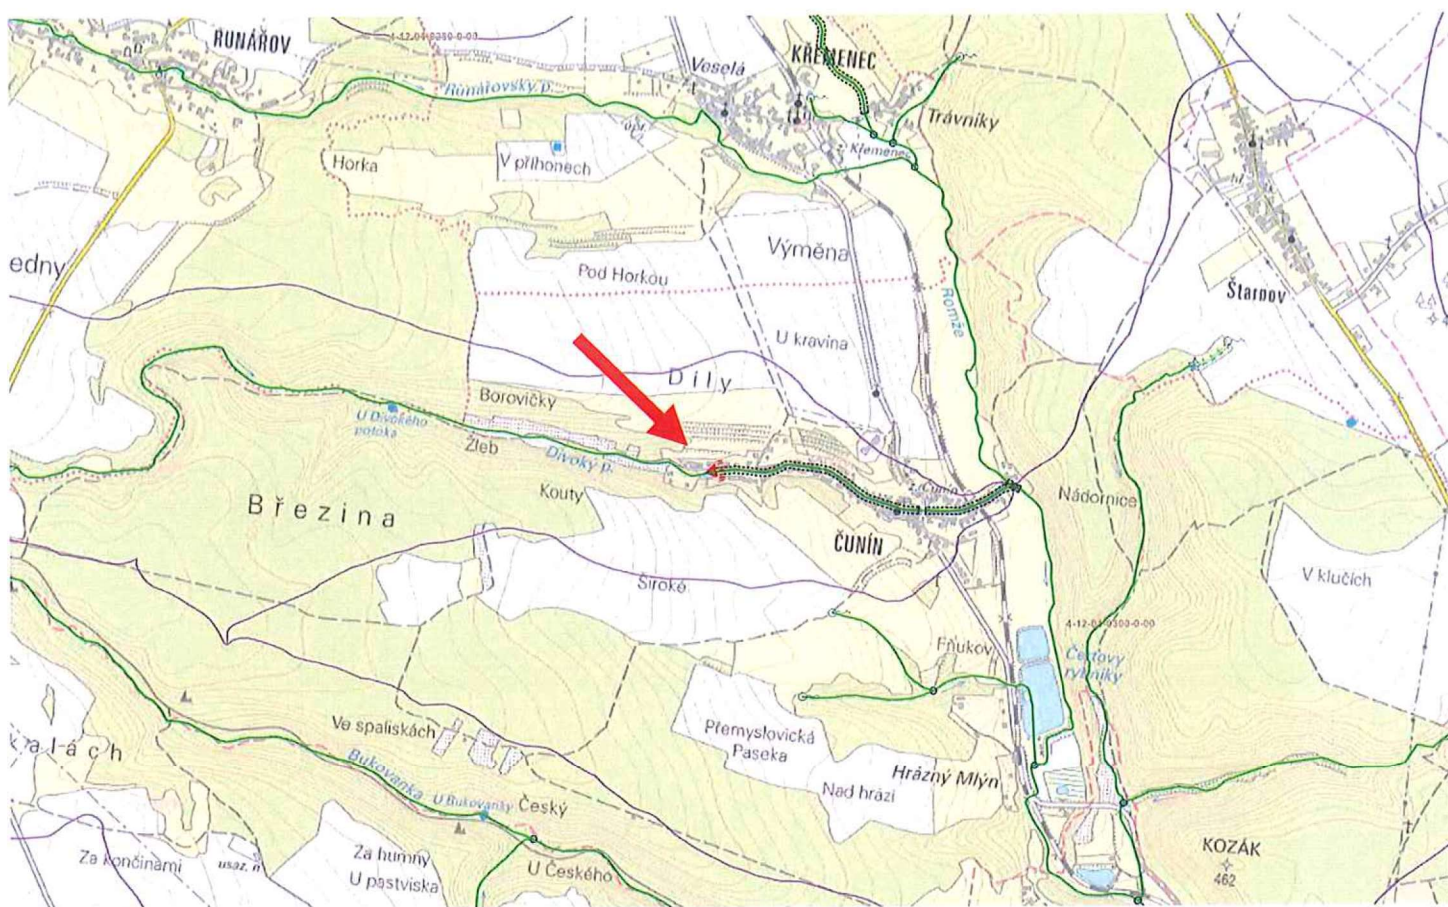 RUNÁŘOV
Veselá
KŘEMENEC
Runářovský p.
Trávníky
Křemenec
Horka
V příhonech
Výměna
edny
Pod Horkou
Romže
Štarnov
U kravína
Díly
Borovičky
U Divokého
potoka
Žleb
Divoký p.
Kouty
Březina
z. Čunín
Nádornice
ČUNÍN
V klučích
Široké
Fňukov
Čertovy
rybníky
Přemyslovická
Paseka
Ve spaliskách
kalách
Bukovanka
U Bukovanky
Český
Hrázný Mlýn
Nad hrází
Za končinami
usaz. n
Za humny
U pastviska
U Českého
KOZÁK
462